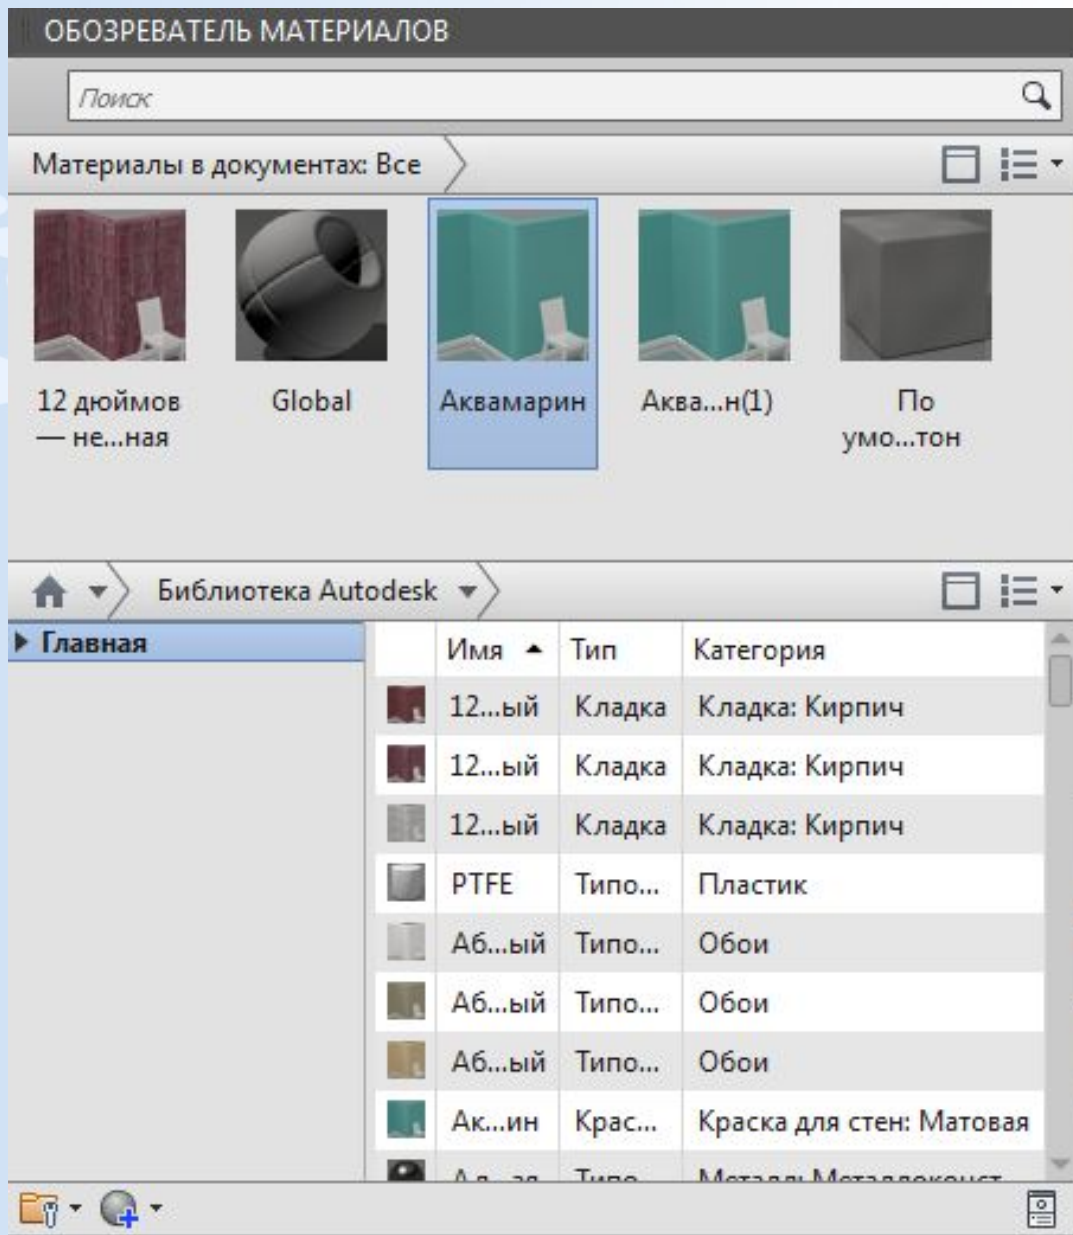 ОБОЗРЕВАТЕЛЬ МАТЕРИАЛОВ
Поиск
Материалы в документах: Все
12 дюймов
— не...ная
Global
Аквамарин
Аква...н(1)
По
умо...тон
Библиотека Autodesk
Главная
Имя Тип Категория
12...ый Кладка Кладка: Кирпич
12...ый Кладка Кладка: Кирпич
12...ый Кладка Кладка: Кирпич
PTFE Типо... Пластик
Аб...ый Типо... Обои
Аб...ый Типо... Обои
Аб...ый Типо... Обои
Ак...ин Крас... Краска для стен: Матовая